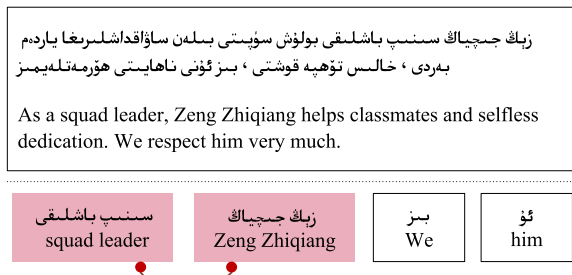 زېڭ جىچياڭ سىنىپ باشلىقى بولۇش سۈپىتى بىلەن ساۋاقداشلىرىغا ياردەم
بەردى ، خالىس تۆھپە قوشتى ، بىز ئۇنى ناھايىتى ھۆرمەتلەيمىز
As a squad leader, Zeng Zhiqiang helps classmates and selfless
dedication. We respect him very much.
سىنىپ باشلىقى
squad leader
زېڭ جىچياڭ
Zeng Zhiqiang
بىز
We
ئۇ
him